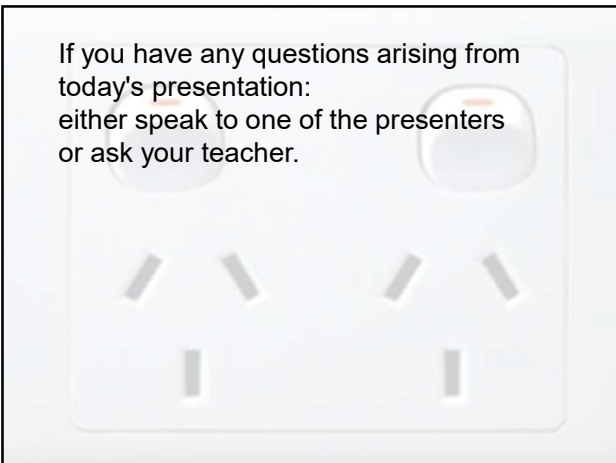 If you have any questions arising from
today's presentation:
either speak to one of the presenters
or ask your teacher.